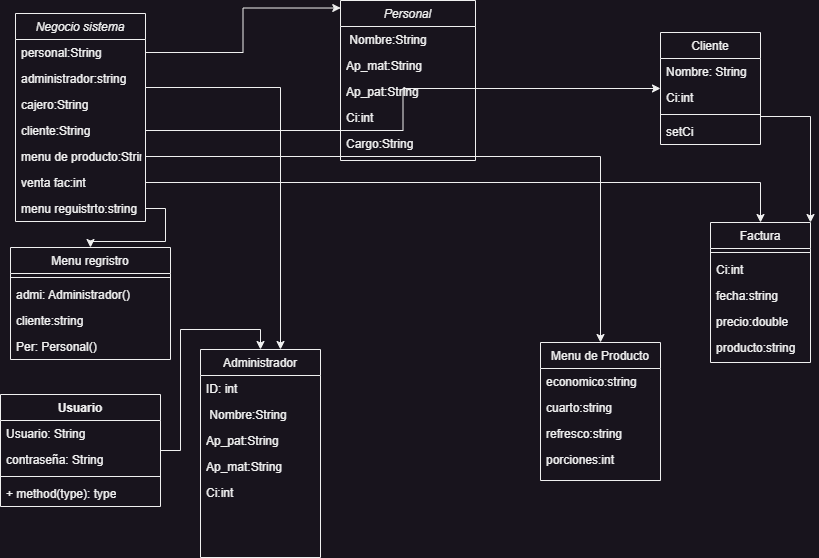 Negocio sistema
personal:String
administrador:string
cajero:String
cliente:String
menu de producto:Strin
venta fac:int
menu reguistrto:string
Personal
Nombre:String
Ap_mat:String
Ap_pat:String
Ci:int
Cargo:String
Cliente
Nombre: String
Ci:int
setCi
Factura
Ci:int
fecha:string
precio:double
producto:string
Menu regristro
admi: Administrador()
cliente:string
Per: Personal()
Administrador
ID: int
Nombre:String
Ap_pat:String
Ap_mat:String
Ci:int
Menu de Producto
economico:string
cuarto:string
refresco:string
porciones:int
Usuario
Usuario: String
contraseña: String
+ method(type): type